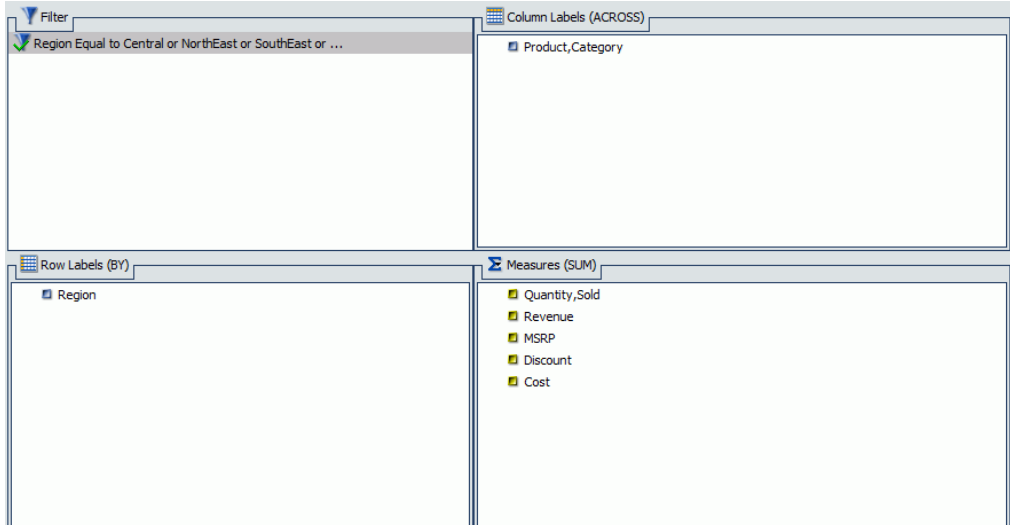 Filter
Region Equal to Central or NorthEast or SouthEast or ...
Column Labels (ACROSS)
Product,Category
Row Labels (BY)
Region
Measures (SUM)
Quantity,Sold
Revenue
MSRP
Discount
Cost